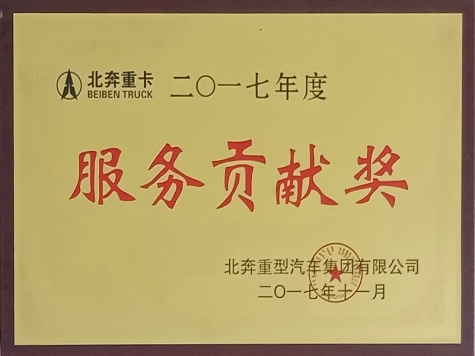 北奔重卡 二〇一七年度
BEIBEN TRUCK
服务贡献奖
北奔重型汽车集团有限公司
二〇一七年十一月